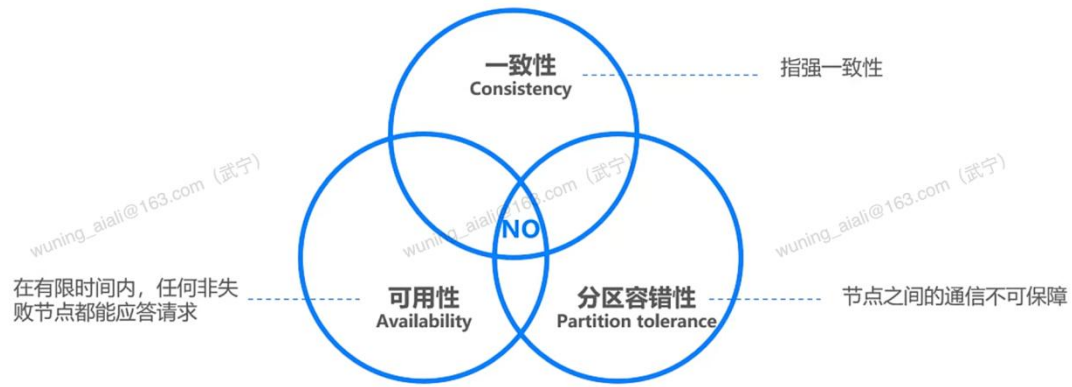 一致性
Consistency
指强一致性
wuning_aiali@163.com（武宁）
wuning_aiali@163.com（武宁）
wuning_aiali@163.com（武宁）
NO
在有限时间内，任何非失
败节点都能应答请求
可用性
Availability
分区容错性
Partition tolerance
节点之间的通信不可保障